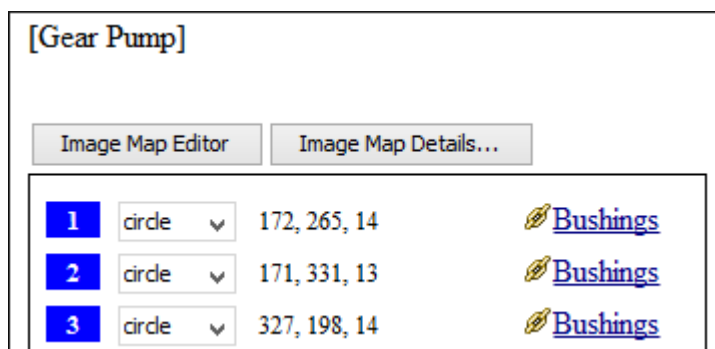 [Gear Pump]
Image Map Editor Image Map Details...
1 circle 172, 265, 14 Bushings
2 circle 171, 331, 13 Bushings
3 circle 327, 198, 14 Bushings